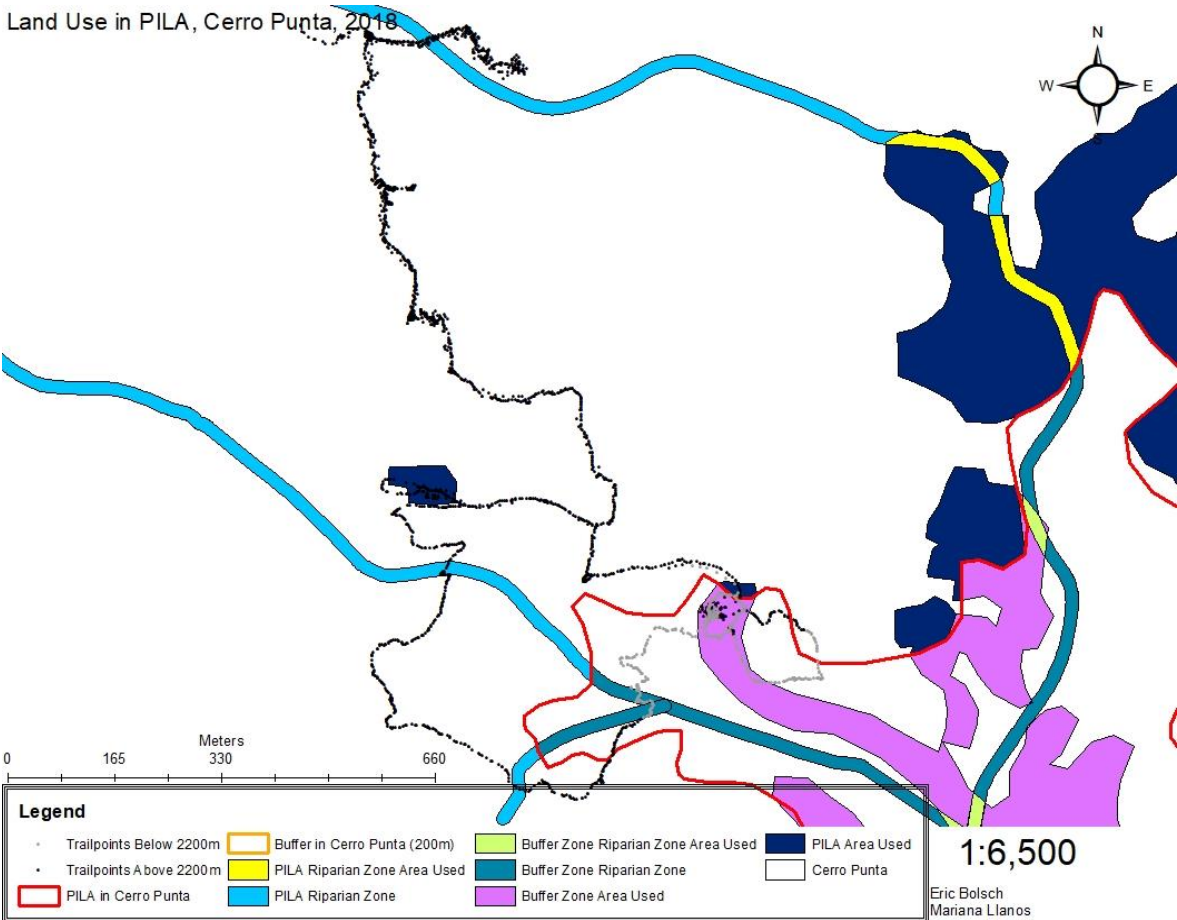 Land Use in PILA, Cerro Punta, 2018
N
W E
S
Meters
0 165 330 660
Legend
Trailpoints Below 2200m
Trailpoints Above 2200m
PILA in Cerro Punta
Buffer in Cerro Punta (200m)
PILA Riparian Zone Area Used
PILA Riparian Zone
Buffer Zone Riparian Zone Area Used
Buffer Zone Riparian Zone
Buffer Zone Area Used
PILA Area Used
Cerro Punta
1:6,500
Eric Bolsch
Mariana Llanos